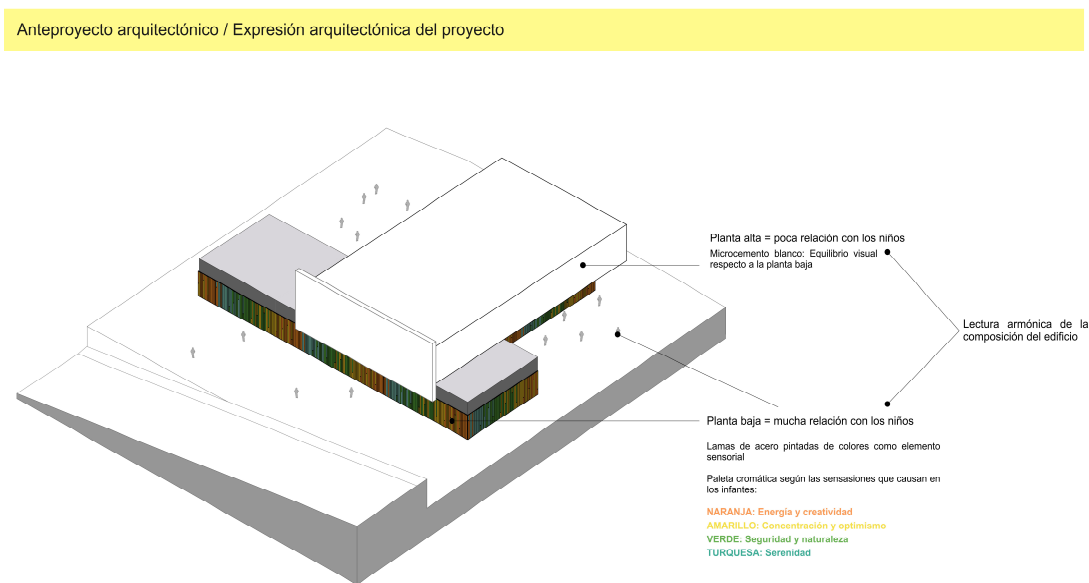 Anteproyecto arquitectónico / Expresión arquitectónica del proyecto
Planta alta = poca relación con los niños
Microcemento blanco: Equilibrio visual
respecto a la planta baja
Lectura armónica de la
composición del edificio
Planta baja = mucha relación con los niños
Lamas de acero pintadas de colores como elemento
sensorial
Paleta cromática según las sensasiones que causan en
los infantes:
NARANJA: Energía y creatividad
AMARILLO: Concentración y optimismo
VERDE: Seguridad y naturaleza
TURQUESA: Serenidad